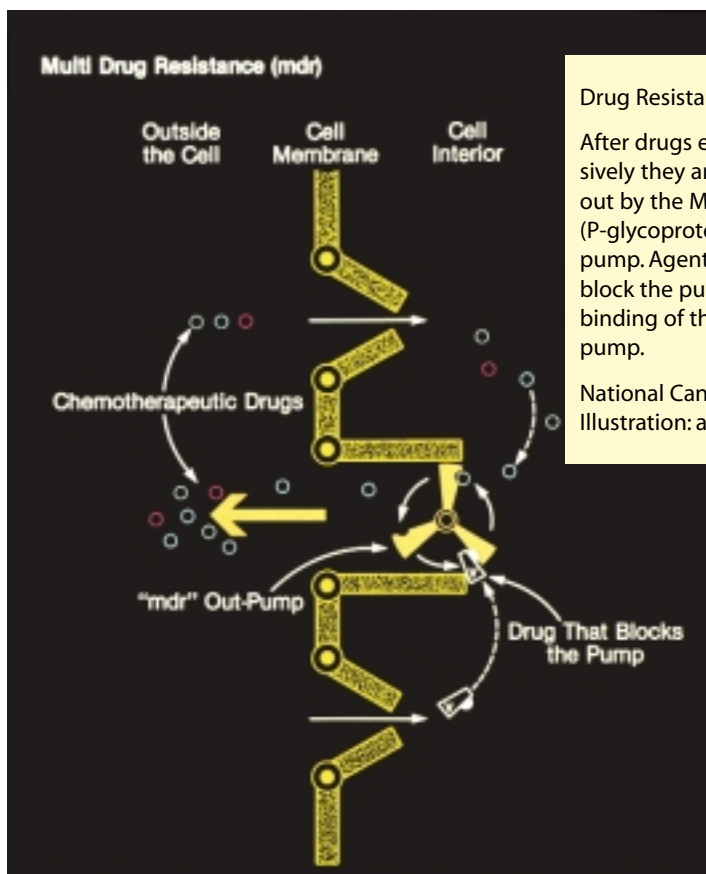 Multi Drug Resistance (mdr)
Outside
the Cell
Cell
Membrane
Cell
Interior
Chemotherapeutic Drugs
"mdr" Out-Pump
Drug That Blocks
the Pump
Drug Resista
After drugs e
sively they ar
out by the M
(P-glycoprote
pump. Agent
block the pu
binding of th
pump.
National Can
Illustration: a